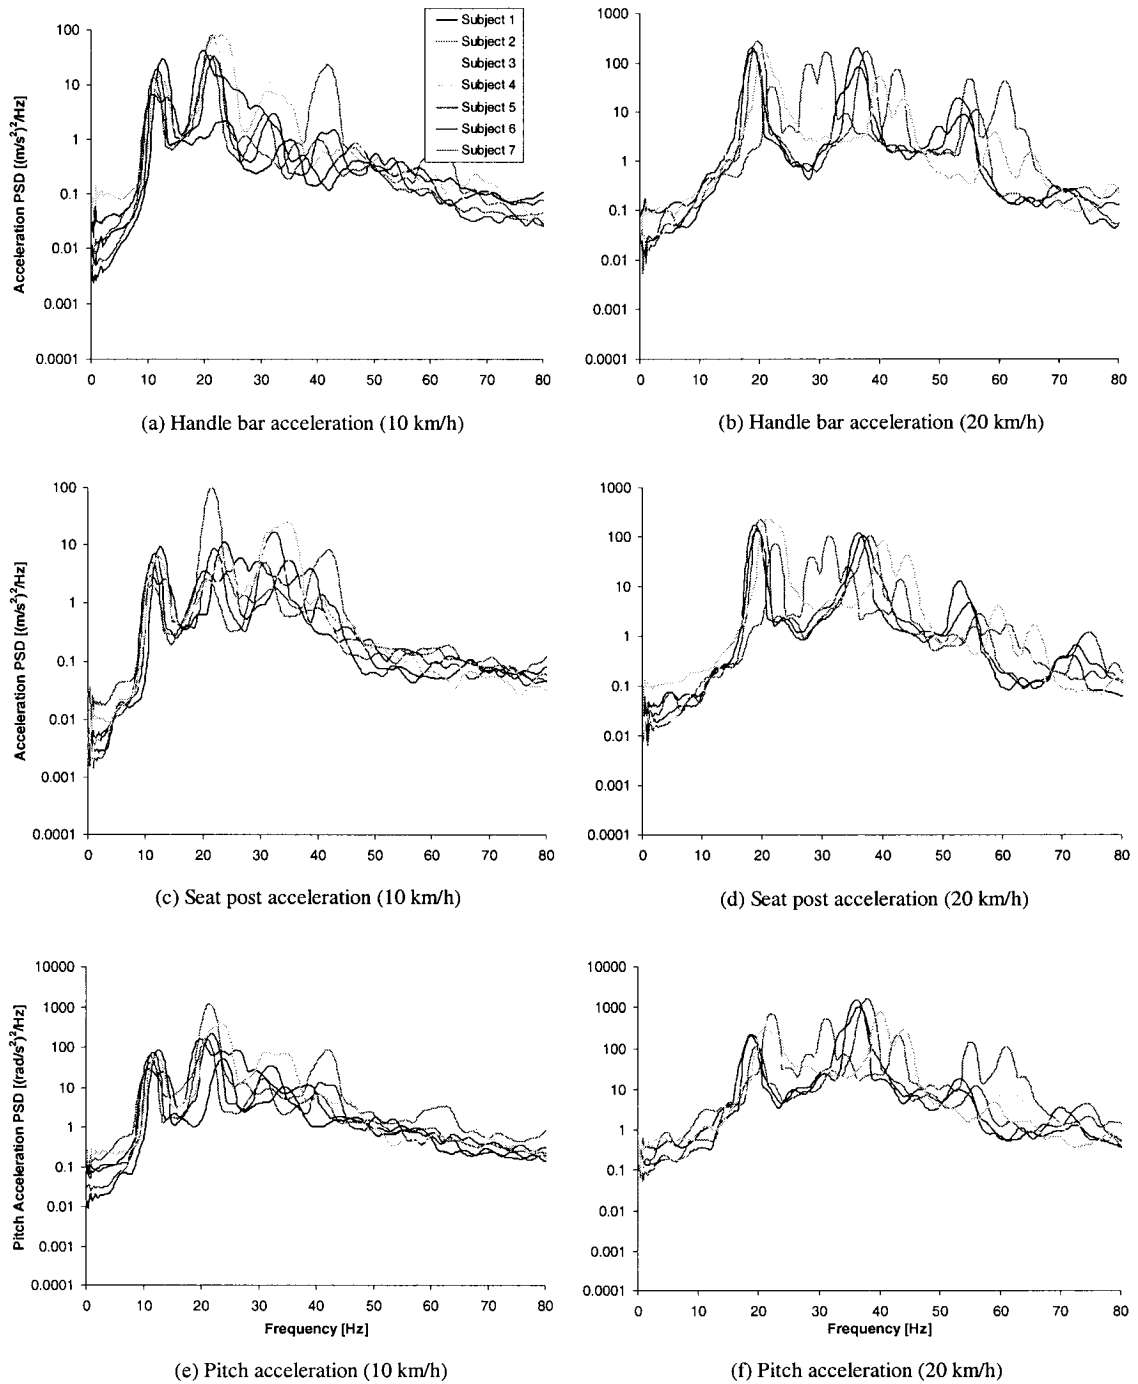 Subject 1
Subject 2
Subject 3
Subject 4
Subject 5
Subject 6
Subject 7
Acceleration PSD [(m/s²)²/Hz]
100
10
1
0.1
0.01
0.001
0.0001
0 10 20 30 40 50 60 70 80
(a) Handle bar acceleration (10 km/h)
1000
100
10
1
0.1
0.01
0.001
0.0001
0 10 20 30 40 50 60 70 80
(b) Handle bar acceleration (20 km/h)
Acceleration PSD [(m/s²)²/Hz]
100
10
1
0.1
0.01
0.001
0.0001
0 10 20 30 40 50 60 70 80
(c) Seat post acceleration (10 km/h)
1000
100
10
1
0.1
0.01
0.001
0.0001
0 10 20 30 40 50 60 70 80
(d) Seat post acceleration (20 km/h)
Pitch Acceleration PSD [(rad/s²)²/Hz]
10000
1000
100
10
1
0.1
0.01
0.001
0.0001
0 10 20 30 40 50 60 70 80
Frequency [Hz]
(e) Pitch acceleration (10 km/h)
10000
1000
100
10
1
0.1
0.01
0.001
0.0001
0 10 20 30 40 50 60 70 80
Frequency [Hz]
(f) Pitch acceleration (20 km/h)